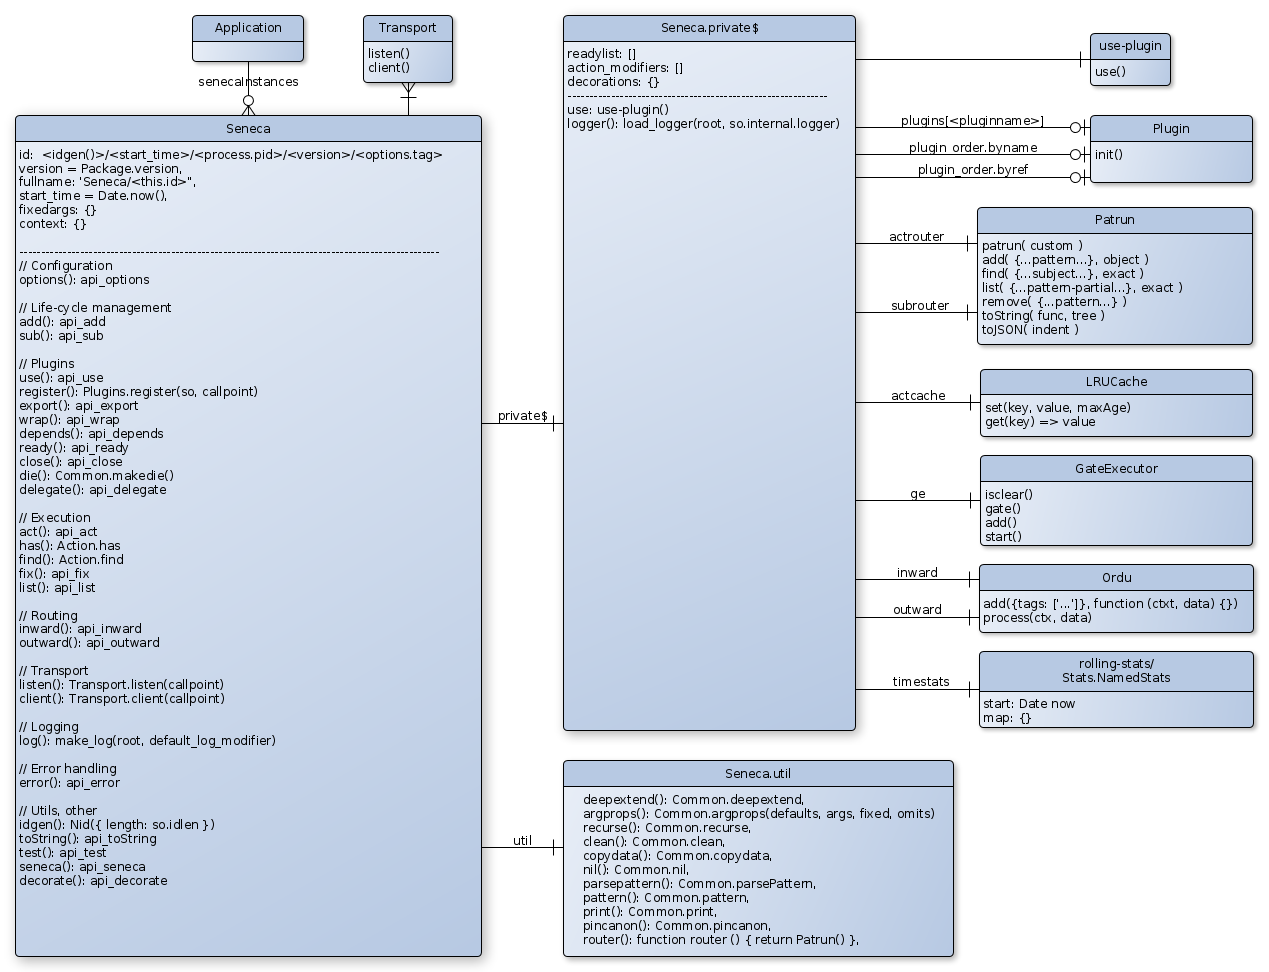 Application
senecaInstances
Transport
listen()
client()
Seneca
id:  <idgen()>/<start_time>/<process.pid>/<version>/<options.tag>
version = Package.version,
fullname: 'Seneca/<this.id>",
start_time = Date.now(),
fixedargs: {}
context: {}
// Configuration
options(): api_options
// Life-cycle management
add(): api_add
sub(): api_sub
// Plugins
use(): api_use
register(): Plugins.register(so, callpoint)
export(): api_export
wrap(): api_wrap
depends(): api_depends
ready(): api_ready
close(): api_close
die(): Common.makedie()
delegate(): api_delegate
// Execution
act(): api_act
has(): Action.has
find(): Action.find
fix(): api_fix
list(): api_list
// Routing
inward(): api_inward
outward(): api_outward
// Transport
listen(): Transport.listen(callpoint)
client(): Transport.client(callpoint)
// Logging
log(): make_log(root, default_log_modifier)
// Error handling
error(): api_error
// Utils, other
idgen(): Nid({ length: so.idlen })
toString(): api_toString
test(): api_test
seneca(): api_seneca
decorate(): api_decorate
private$
util
Seneca.private$
readylist: []
action_modifiers: []
decorations: {}
use: use-plugin()
logger(): load_logger(root, so.internal.logger)
use-plugin
use()
plugins[<pluginname>]
plugin_order.byname
plugin_order.byref
Plugin
init()
actrouter
subrouter
Patrun
patrun( custom )
add( {...pattern...}, object )
find( {...subject...}, exact )
list( {...pattern-partial...}, exact )
remove( {...pattern...} )
toString( func, tree )
toJSON( indent )
actcache
LRUCache
set(key, value, maxAge)
get(key) => value
ge
GateExecutor
isclear()
gate()
add()
start()
inward
outward
Ordu
add({tags: ['...']}, function (ctxt, data) {})
process(ctx, data)
timestats
rolling-stats/
Stats.NamedStats
start: Date now
map: {}
Seneca.util
deepextend(): Common.deepextend,
argprops(): Common.argprops(defaults, args, fixed, omits)
recurse(): Common.recurse,
clean(): Common.clean,
copydata(): Common.copydata,
nil(): Common.nil,
parsepattern(): Common.parsePattern,
pattern(): Common.pattern,
print(): Common.print,
pincanon(): Common.pincanon,
router(): function router () { return Patrun() },